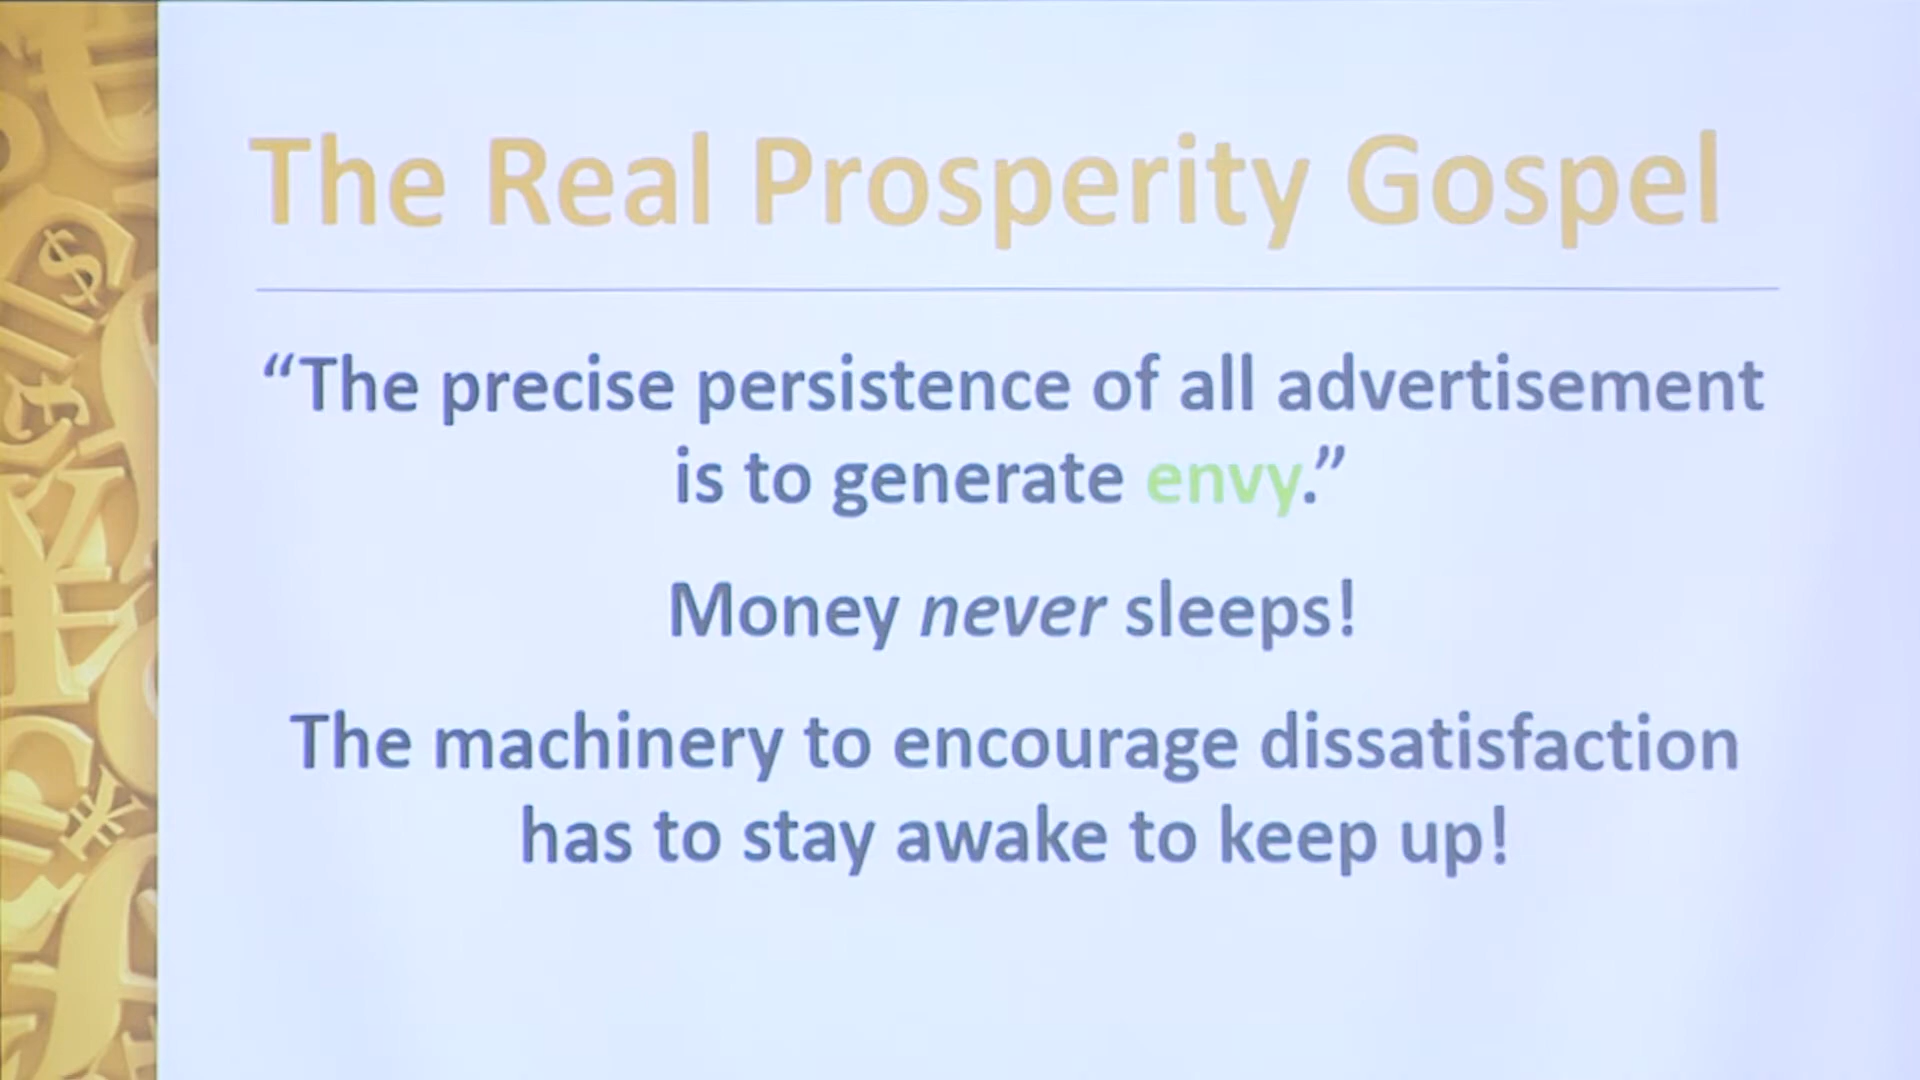 The Real Prosperity Gospel
“The precise persistence of all advertisement
is to generate envy.”
Money never sleeps!
The machinery to encourage dissatisfaction
has to stay awake to keep up!